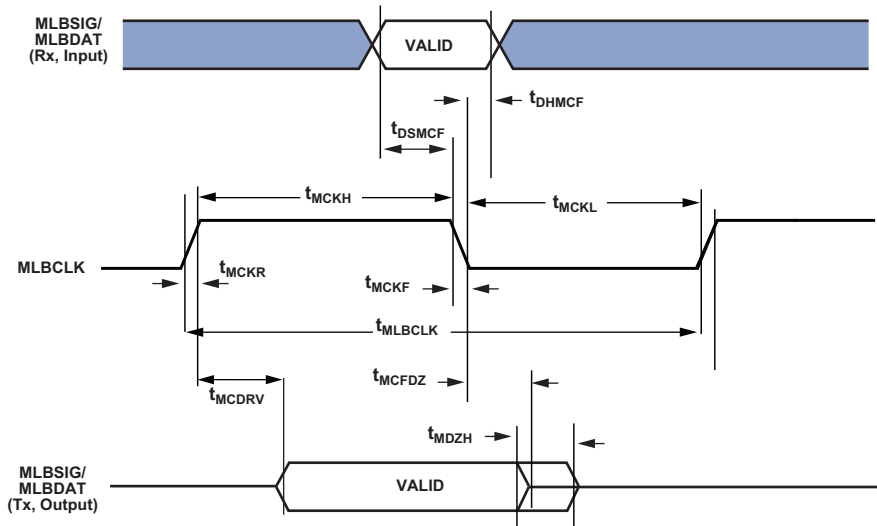 MLBSIG/
MLBDAT
(Rx, Input)
VALID
tDHMCF
tDSMCF
tMCKH
tMCKL
MLBCLK
tMCKR
tMCKF
tMLBCLK
tMCDRV
tMCFDZ
tMDZH
MLBSIG/
MLBDAT
(Tx, Output)
VALID